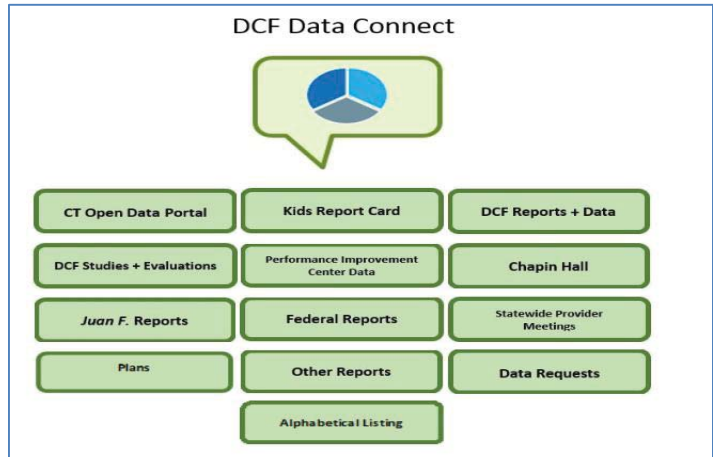 DCF Data Connect
CT Open Data Portal
Kids Report Card
DCF Reports + Data
DCF Studies + Evaluations
Performance Improvement
Center Data
Chapin Hall
Juan F. Reports
Federal Reports
Statewide Provider
Meetings
Plans
Other Reports
Data Requests
Alphabetical Listing